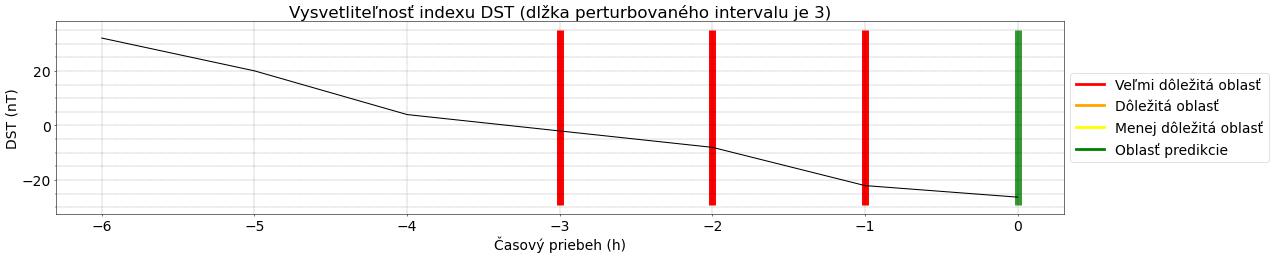 Vysvetliteľnosť indexu DST (dĺžka perturbovaného intervalu je 3)
DST (nT)
20
0
−20
−6 −5 −4 −3 −2 −1 0
Časový priebeh (h)
Veľmi dôležitá oblasť
Dôležitá oblasť
Menej dôležitá oblasť
Oblasť predikcie